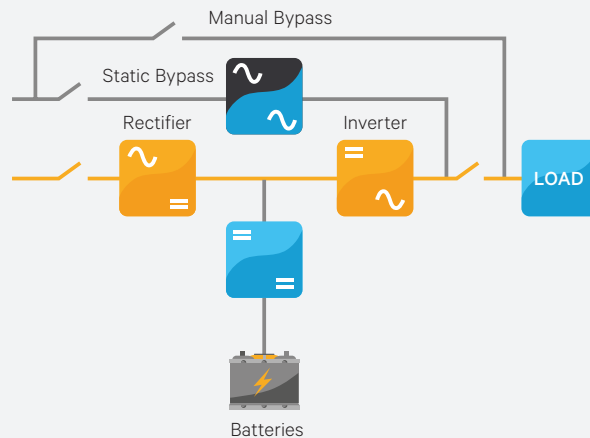 Manual Bypass
Static Bypass
Rectifier
Inverter
LOAD
Batteries